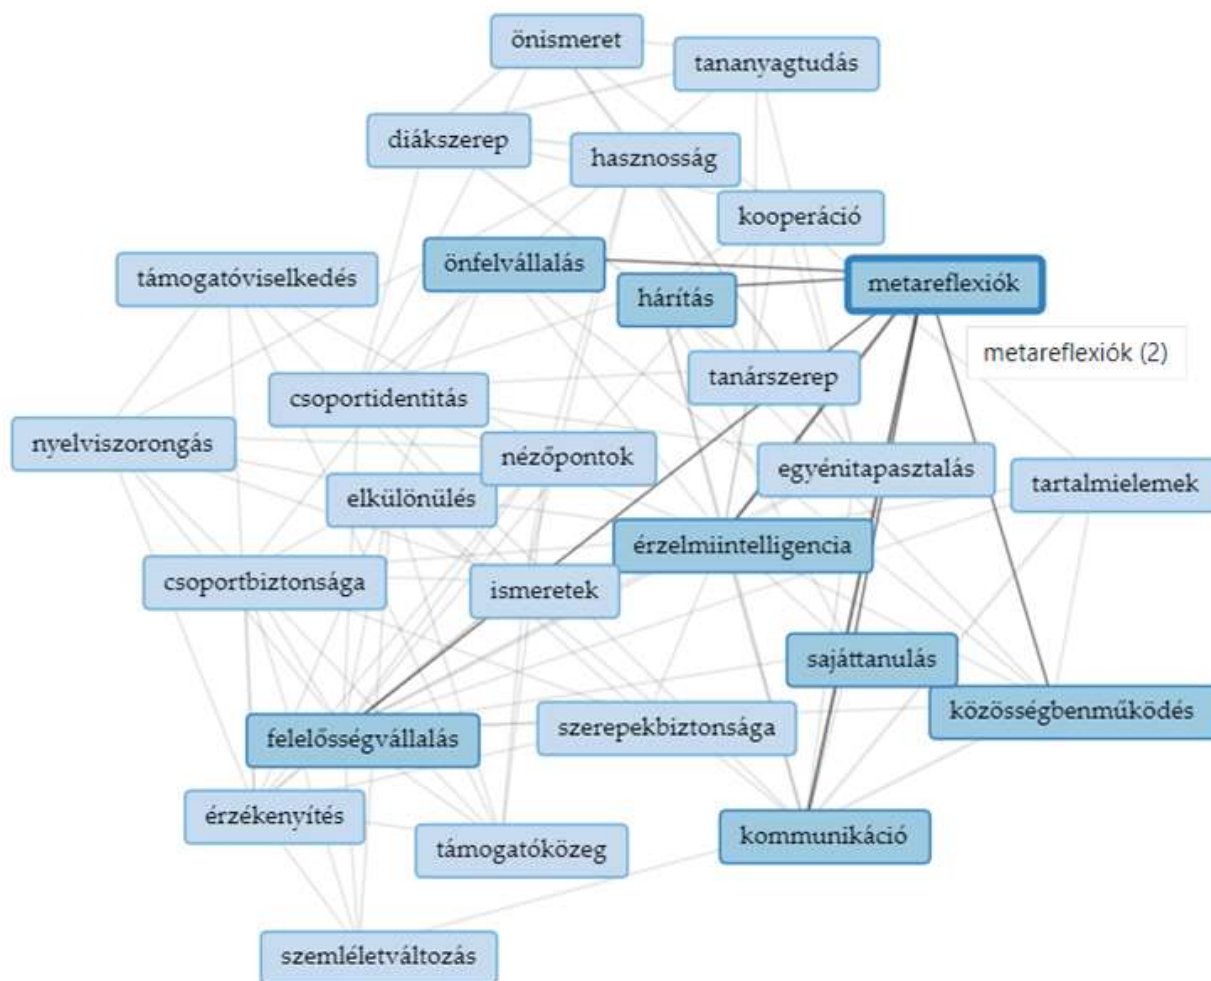 önismeret
tananyagtudás
diákszerep
hasznosság
kooperáció
önfelvállalás
támogatóviselkedés
metareflexiók
hárítás
metareflexiók (2)
tanárszerep
csoportidentitás
nyelviszorongás
nézőpontok
egyénitapasztalás
tartalmielemek
elkülönülés
érzelmiintelligencia
csoportbiztonsága
ismeretek
sajáttanulás
közösségbenműködés
szerepekbiztonsága
felelősségvállalás
érzékenyítés
kommunikáció
támogatóközeg
szemléletváltozás